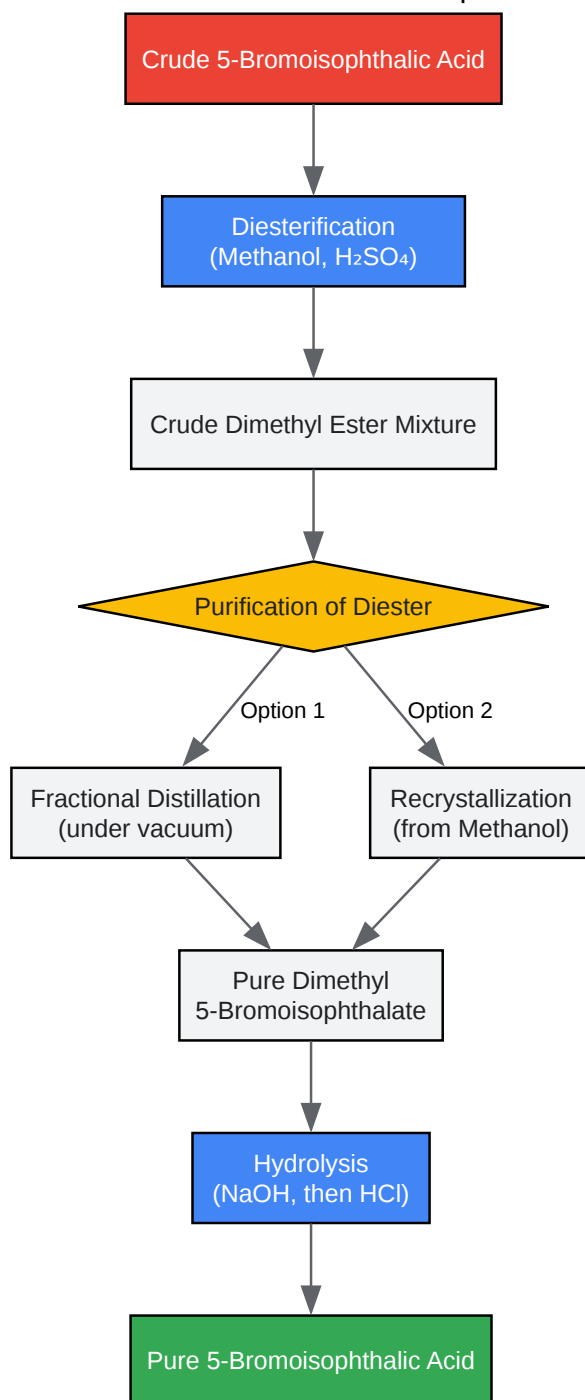 Crude 5-Bromoisophthalic Acid
Diesterification
(Methanol, H₂SO₄)
Crude Dimethyl Ester Mixture
Purification of Diester
Option 1
Option 2
Fractional Distillation
(under vacuum)
Recrystallization
(from Methanol)
Pure Dimethyl
5-Bromoisophthalate
Hydrolysis
(NaOH, then HCl)
Pure 5-Bromoisophthalic Acid